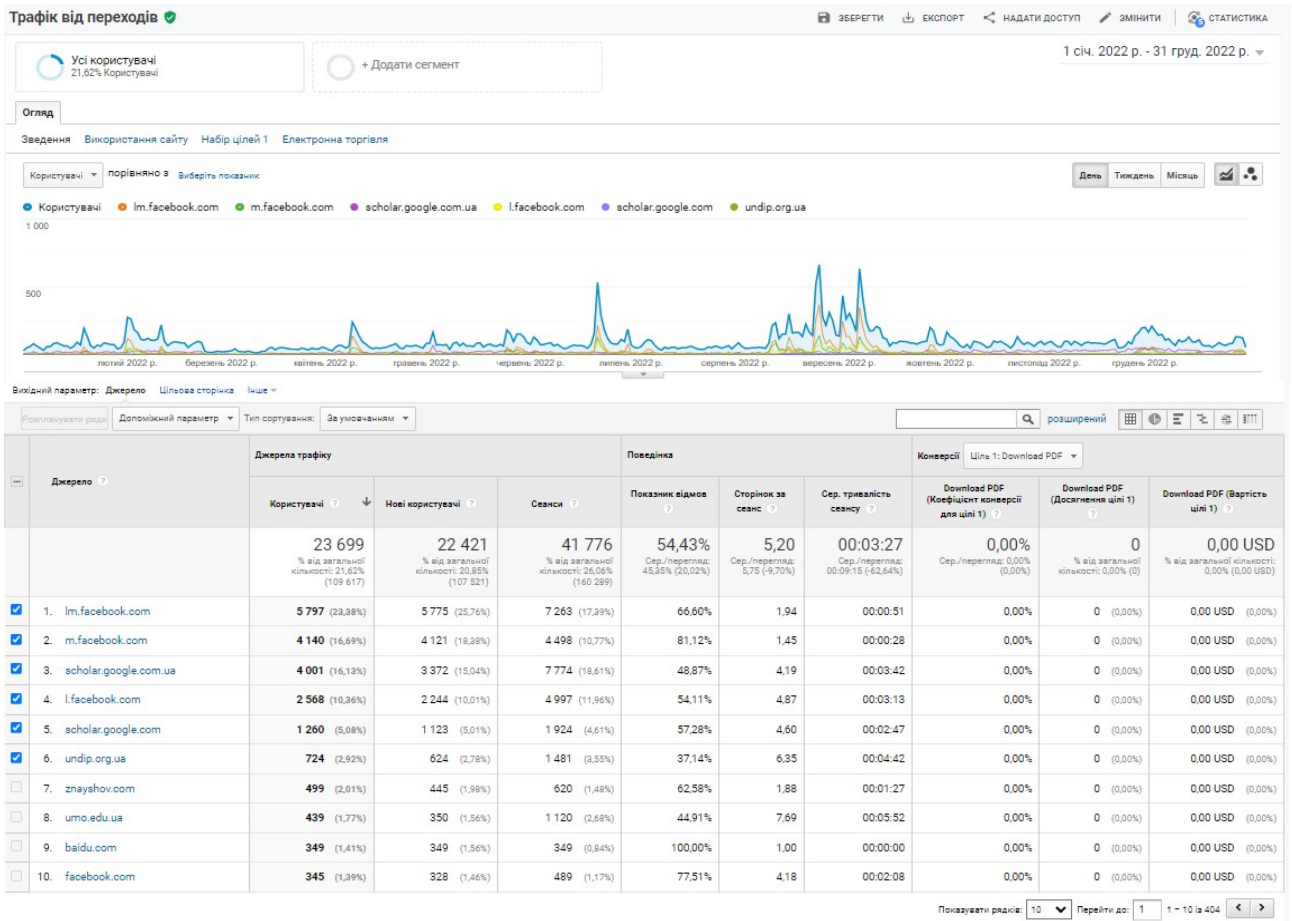 Трафік від переходів
ЗБЕРЕГТИ ЕКСПОРТ НАДАТИ ДОСТУП ЗМІНИТИ 5 СТАТИСТИКА
Усі користувачі
21,62% Користувачі
+ Додати сегмент
1 січ. 2022 р. - 31 груд. 2022 р.
Огляд
Зведення Використання сайту Набір цілей 1 Електронна торгівля
Користувачі порівняно з Виберіть показник
День Тиждень Місяць
Користувачі lm.facebook.com m.facebook.com scholar.google.com.ua l.facebook.com scholar.google.com undip.org.ua
1 000
500
лютий 2022 р. березень 2022 р. квітень 2022 р. травень 2022 р. червень 2022 р. липень 2022 р. серпень 2022 р. вересень 2022 р. жовтень 2022 р. листопад 2022 р. грудень 2022 р.
Вихідний параметр: Джерело Цільова сторінка Інше
Розпланувати ряди Допоміжний параметр Тип сортування: За умовчанням розширений
Джерело ?
Джерела трафіку Поведінка Конверсії Ціль 1: Download PDF
Користувачі ? Нові користувачі ? Сеанси ? Показник відмов ? Сторінок за сеанс ? Сер. тривалість сеансу ? Download PDF (Коефіцієнт конверсії для цілі 1) ? Download PDF (Досягнення цілі 1) ? Download PDF (Вартість цілі 1) ?
23 699 22 421 41 776 54,43% 5,20 00:03:27 0,00% 0 0,00 USD
% від загальної кількості: 21,62% (109 617) % від загальної кількості: 20,85% (107 521) % від загальної кількості: 26,06% (160 289) Сер./перегляд: 45,35% (20,02%) Сер./перегляд: 5,75 (-9,70%) Сер./перегляд: 00:09:15 (-62,64%) Сер./перегляд: 0,00% (0,00%) % від загальної кількості: 0,00% (0) % від загальної кількості: 0,00% (0,00 USD)
1. lm.facebook.com 5 797 (23,38%) 5 775 (25,76%) 7 263 (17,39%) 66,60% 1,94 00:00:51 0,00% 0 (0,00%) 0,00 USD (0,00%)
2. m.facebook.com 4 140 (16,69%) 4 121 (18,38%) 4 498 (10,77%) 81,12% 1,45 00:00:28 0,00% 0 (0,00%) 0,00 USD (0,00%)
3. scholar.google.com.ua 4 001 (16,13%) 3 372 (15,04%) 7 774 (18,61%) 48,87% 4,19 00:03:42 0,00% 0 (0,00%) 0,00 USD (0,00%)
4. l.facebook.com 2 568 (10,36%) 2 244 (10,01%) 4 997 (11,96%) 54,11% 4,87 00:03:13 0,00% 0 (0,00%) 0,00 USD (0,00%)
5. scholar.google.com 1 260 (5,08%) 1 123 (5,01%) 1 924 (4,61%) 57,28% 4,60 00:02:47 0,00% 0 (0,00%) 0,00 USD (0,00%)
6. undip.org.ua 724 (2,92%) 624 (2,78%) 1 481 (3,55%) 37,14% 6,35 00:04:42 0,00% 0 (0,00%) 0,00 USD (0,00%)
7. znayshov.com 499 (2,01%) 445 (1,98%) 620 (1,48%) 62,58% 1,88 00:01:27 0,00% 0 (0,00%) 0,00 USD (0,00%)
8. umo.edu.ua 439 (1,77%) 350 (1,56%) 1 120 (2,68%) 44,91% 7,69 00:05:52 0,00% 0 (0,00%) 0,00 USD (0,00%)
9. baidu.com 349 (1,41%) 349 (1,56%) 349 (0,84%) 100,00% 1,00 00:00:00 0,00% 0 (0,00%) 0,00 USD (0,00%)
10. facebook.com 345 (1,39%) 328 (1,46%) 489 (1,17%) 77,51% 4,18 00:02:08 0,00% 0 (0,00%) 0,00 USD (0,00%)
Показувати рядків: 10 Перейти до: 1 1 – 10 із 404